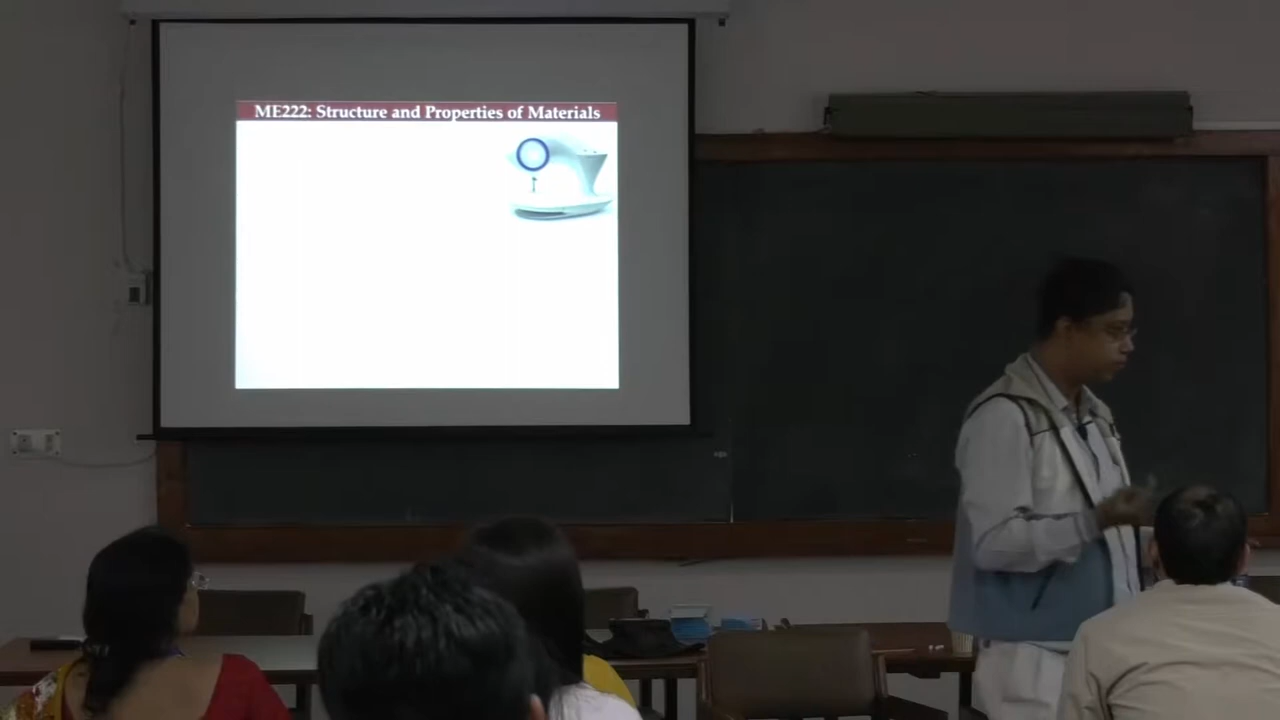 ME222: Structure and Properties of Materials